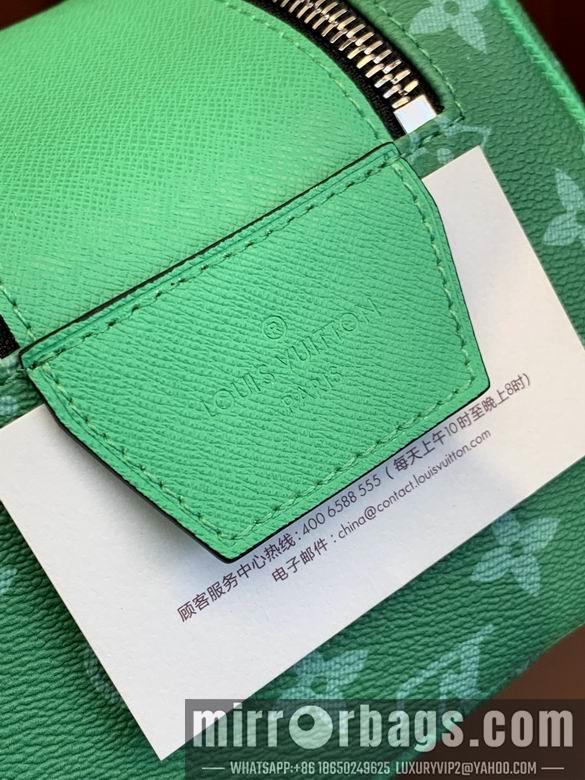 ®
LOUIS VUITTON
PARIS
顾客服务中心热线: 400 6588 555 (每天上午10时至晚上8时)
电子邮件 : china@contact.louisvuitton.com
mirrorbags.com
WHATSAPP:+86 18650249625 LUXURYVIP2@YAHOO.COM